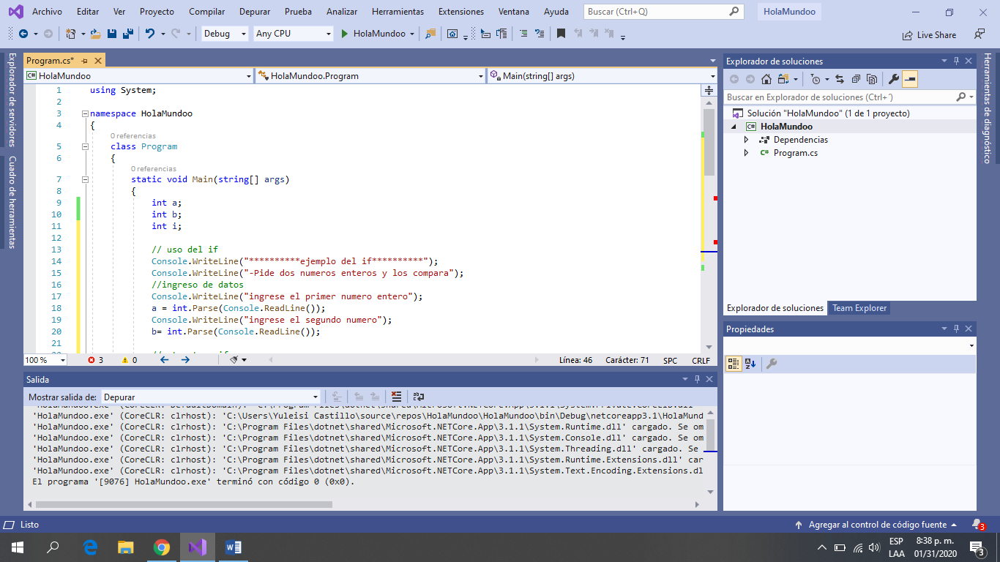 Archivo Editar Ver Proyecto Compilar Depurar Prueba Analizar Herramientas Extensiones Ventana Ayuda Buscar (Ctrl+Q) HolaMundoo
Debug Any CPU HolaMundoo Live Share
Explorador de servidores
Cuadro de herramientas
Program.cs*
HolaMundoo HolaMundoo.Program Main(string[] args)
1 using System;
2
3 namespace HolaMundoo
4 {
0 referencias
5 class Program
6 {
0 referencias
7 static void Main(string[] args)
8 {
9 int a;
10 int b;
11 int i;
12
13 // uso del if
14 Console.WriteLine("**********ejemplo del if**********");
15 Console.WriteLine("-Pide dos numeros enteros y los compara");
16 //ingreso de datos
17 Console.WriteLine("ingrese el primer numero entero");
18 a = int.Parse(Console.ReadLine());
19 Console.WriteLine("ingrese el segundo numero");
20 b= int.Parse(Console.ReadLine());
21
100 % 3 0 Línea: 46 Carácter: 71 SPC CRLF
Salida
Mostrar salida de: Depurar
'HolaMundoo.exe' (CoreCLR: DefaultDomain): 'C:\Program Files\dotnet\shared\Microsoft.NETCore.App\3.1.1\System.Private.CoreLib.dll'
'HolaMundoo.exe' (CoreCLR: clrhost): 'C:\Users\Yuleisi Castillo\source\repos\HolaMundoo\HolaMundoo\bin\Debug\netcoreapp3.1\HolaMund
'HolaMundoo.exe' (CoreCLR: clrhost): 'C:\Program Files\dotnet\shared\Microsoft.NETCore.App\3.1.1\System.Runtime.dll' cargado. Se om
'HolaMundoo.exe' (CoreCLR: clrhost): 'C:\Program Files\dotnet\shared\Microsoft.NETCore.App\3.1.1\System.Console.dll' cargado. Se om
'HolaMundoo.exe' (CoreCLR: clrhost): 'C:\Program Files\dotnet\shared\Microsoft.NETCore.App\3.1.1\System.Threading.dll' cargado. Se
'HolaMundoo.exe' (CoreCLR: clrhost): 'C:\Program Files\dotnet\shared\Microsoft.NETCore.App\3.1.1\System.Runtime.Extensions.dll' car
'HolaMundoo.exe' (CoreCLR: clrhost): 'C:\Program Files\dotnet\shared\Microsoft.NETCore.App\3.1.1\System.Text.Encoding.Extensions.dl
El programa '[9076] HolaMundoo.exe' terminó con código 0 (0x0).
Explorador de soluciones
Buscar en Explorador de soluciones (Ctrl+´)
Solución "HolaMundoo" (1 de 1 proyecto)
HolaMundoo
Dependencias
Program.cs
Explorador de soluciones Team Explorer
Propiedades
Herramientas de diagnóstico
Listo Agregar al control de código fuente 3
ESP 8:38 p. m.
LAA 01/31/2020 3